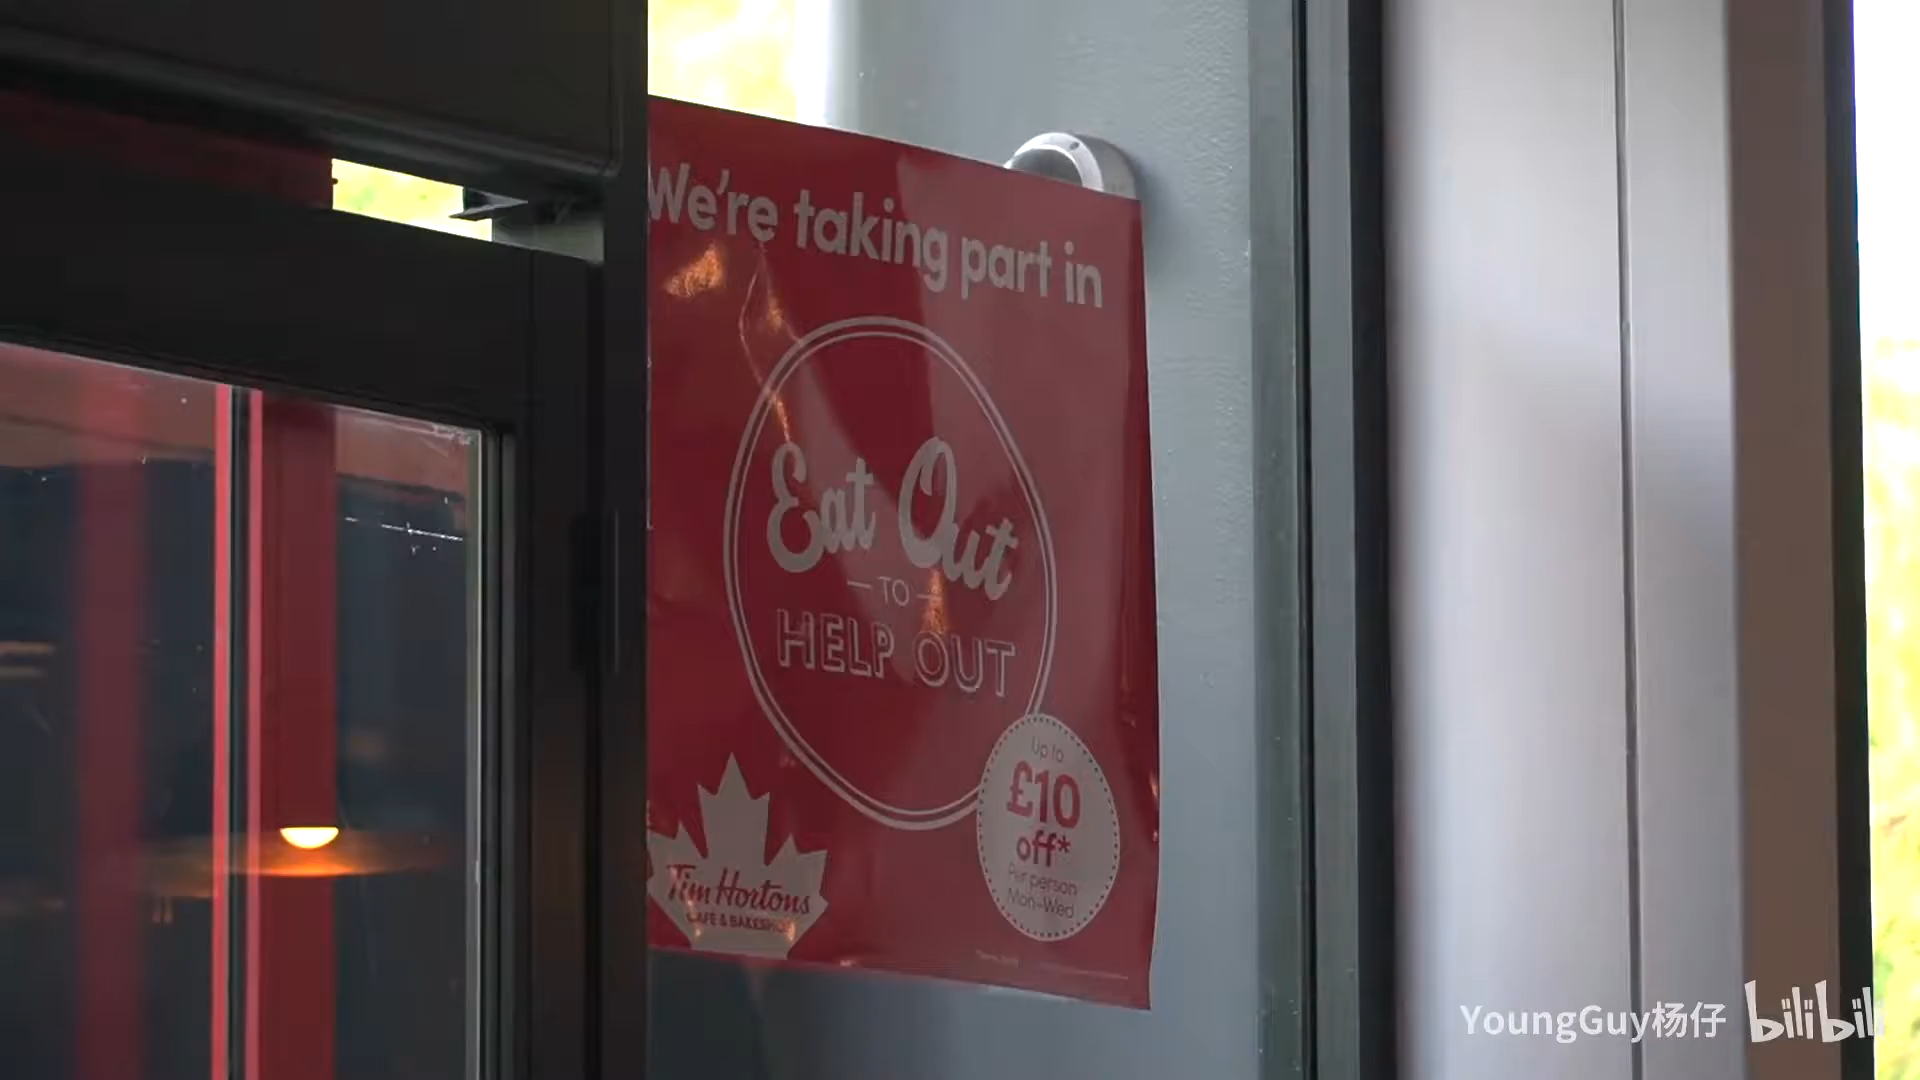 We're taking part in
Eat Out
TO
HELP OUT
Up to
£10
off*
Per person
Mon-Wed
Tim Hortons
CAFE & BAKESHOP
YoungGuy杨仔 bilibili